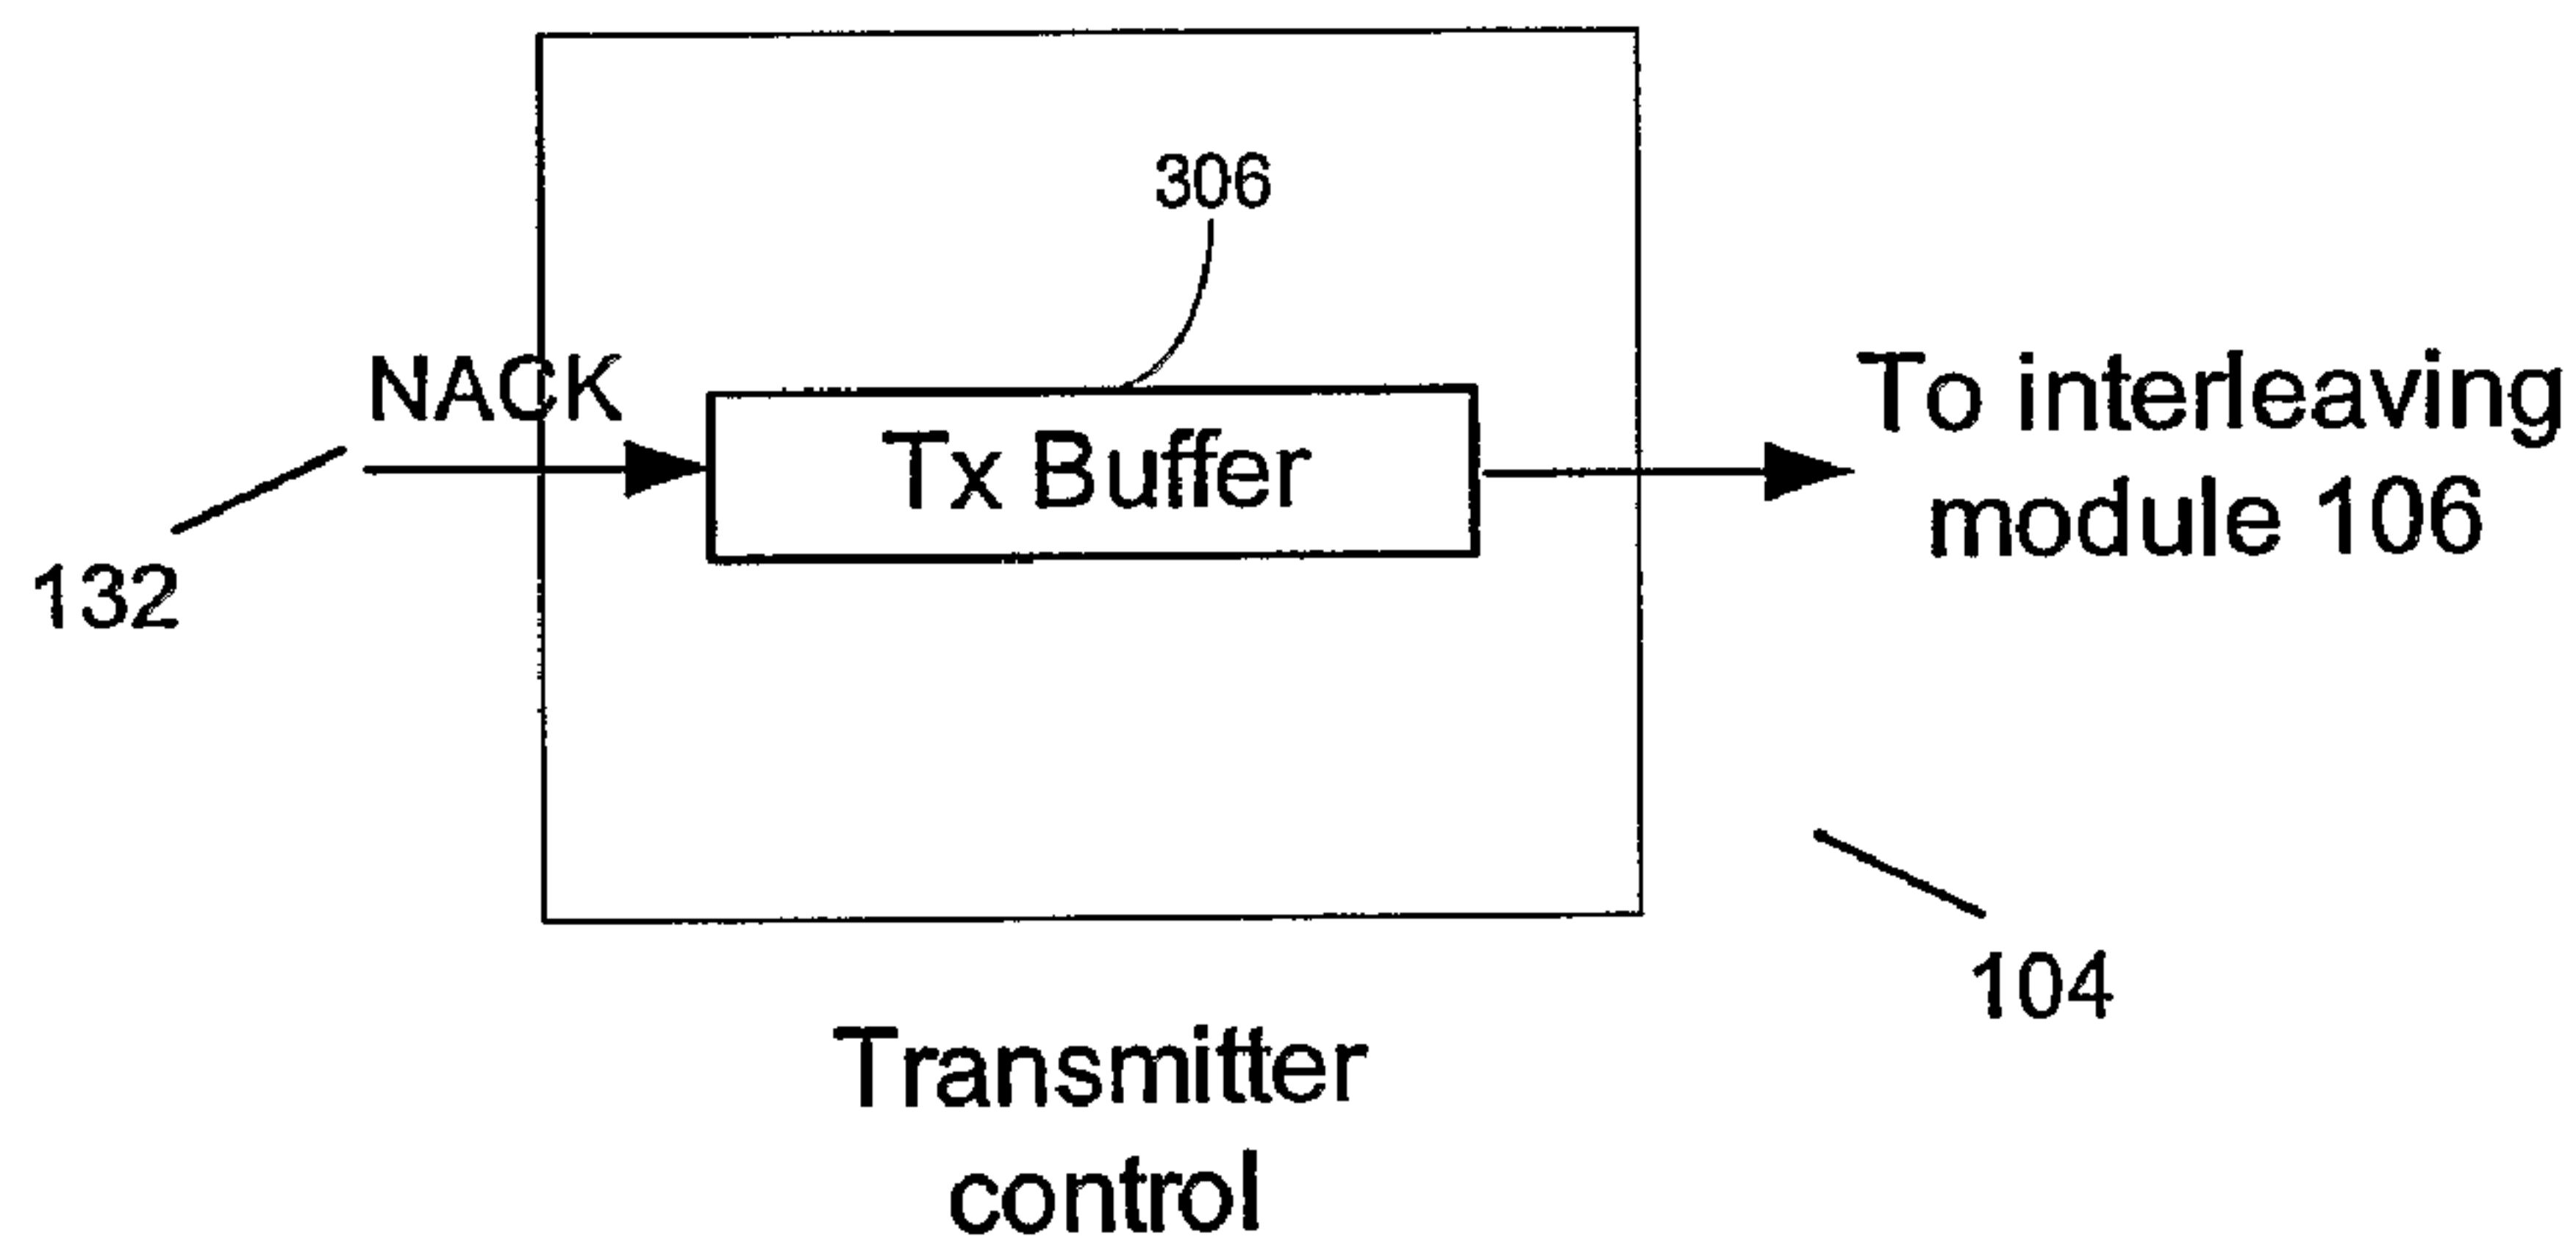 306
NACK
Tx Buffer
To interleaving
module 106
132
104
Transmitter
control